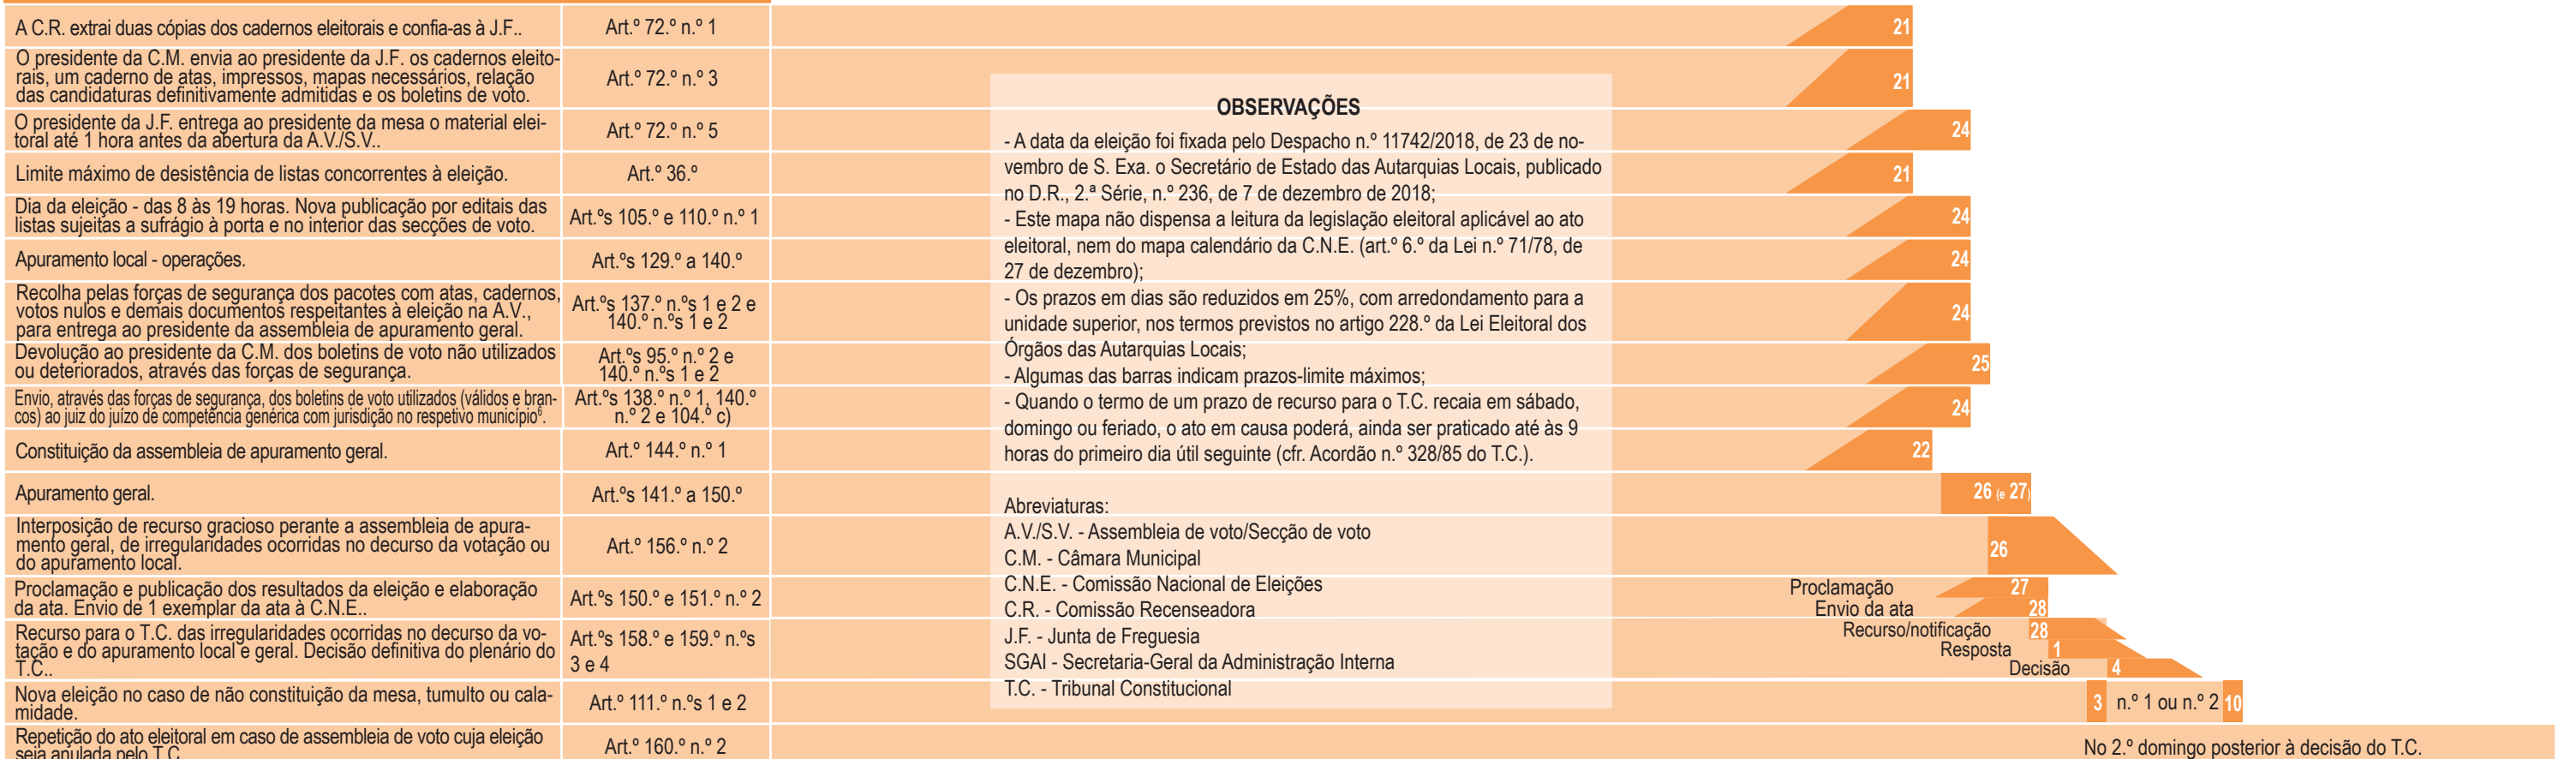 A C.R. extrai duas cópias dos cadernos eleitorais e confia-as à J.F..
Art.º 72.º n.º 1
21
O presidente da C.M. envia ao presidente da J.F. os cadernos eleito-
rais, um caderno de atas, impressos, mapas necessários, relação
das candidaturas definitivamente admitidas e os boletins de voto.
Art.º 72.º n.º 3
21
O presidente da J.F. entrega ao presidente da mesa o material elei-
toral até 1 hora antes da abertura da A.V./S.V..
Art.º 72.º n.º 5
24
Limite máximo de desistência de listas concorrentes à eleição.
Art.º 36.º
21
Dia da eleição - das 8 às 19 horas. Nova publicação por editais das
listas sujeitas a sufrágio à porta e no interior das secções de voto.
Art.ºs 105.º e 110.º n.º 1
24
Apuramento local - operações.
Art.ºs 129.º a 140.º
24
Recolha pelas forças de segurança dos pacotes com atas, cadernos,
votos nulos e demais documentos respeitantes à eleição na A.V.,
para entrega ao presidente da assembleia de apuramento geral.
Art.ºs 137.º n.ºs 1 e 2 e
140.º n.ºs 1 e 2
24
Devolução ao presidente da C.M. dos boletins de voto não utilizados
ou deteriorados, através das forças de segurança.
Art.ºs 95.º n.º 2 e
140.º n.ºs 1 e 2
25
Envio, através das forças de segurança, dos boletins de voto utilizados (válidos e bran-
cos) ao juiz do juízo de competência genérica com jurisdição no respetivo município6.
Art.ºs 138.º n.º 1, 140.º
n.º 2 e 104.º c)
24
Constituição da assembleia de apuramento geral.
Art.º 144.º n.º 1
22
Apuramento geral.
Art.ºs 141.º a 150.º
26 (e 27)
Interposição de recurso gracioso perante a assembleia de apura-
mento geral, de irregularidades ocorridas no decurso da votação ou
do apuramento local.
Art.º 156.º n.º 2
26
Proclamação e publicação dos resultados da eleição e elaboração
da ata. Envio de 1 exemplar da ata à C.N.E..
Art.ºs 150.º e 151.º n.º 2
Proclamação 27
Envio da ata 28
Recurso para o T.C. das irregularidades ocorridas no decurso da vo-
tação e do apuramento local e geral. Decisão definitiva do plenário do
T.C..
Art.ºs 158.º e 159.º n.ºs
3 e 4
Recurso/notificação 28
Resposta 1
Decisão 4
Nova eleição no caso de não constituição da mesa, tumulto ou cala-
midade.
Art.º 111.º n.ºs 1 e 2
3 n.º 1 ou n.º 2 10
Repetição do ato eleitoral em caso de assembleia de voto cuja eleição
seja anulada pelo T.C.
Art.º 160.º n.º 2
No 2.º domingo posterior à decisão do T.C.
OBSERVAÇÕES
- A data da eleição foi fixada pelo Despacho n.º 11742/2018, de 23 de no-
vembro de S. Exa. o Secretário de Estado das Autarquias Locais, publicado
no D.R., 2.ª Série, n.º 236, de 7 de dezembro de 2018;
- Este mapa não dispensa a leitura da legislação eleitoral aplicável ao ato
eleitoral, nem do mapa calendário da C.N.E. (art.º 6.º da Lei n.º 71/78, de
27 de dezembro);
- Os prazos em dias são reduzidos em 25%, com arredondamento para a
unidade superior, nos termos previstos no artigo 228.º da Lei Eleitoral dos
Órgãos das Autarquias Locais;
- Algumas das barras indicam prazos-limite máximos;
- Quando o termo de um prazo de recurso para o T.C. recaia em sábado,
domingo ou feriado, o ato em causa poderá, ainda ser praticado até às 9
horas do primeiro dia útil seguinte (cfr. Acordão n.º 328/85 do T.C.).
Abreviaturas:
A.V./S.V. - Assembleia de voto/Secção de voto
C.M. - Câmara Municipal
C.N.E. - Comissão Nacional de Eleições
C.R. - Comissão Recenseadora
J.F. - Junta de Freguesia
SGAI - Secretaria-Geral da Administração Interna
T.C. - Tribunal Constitucional